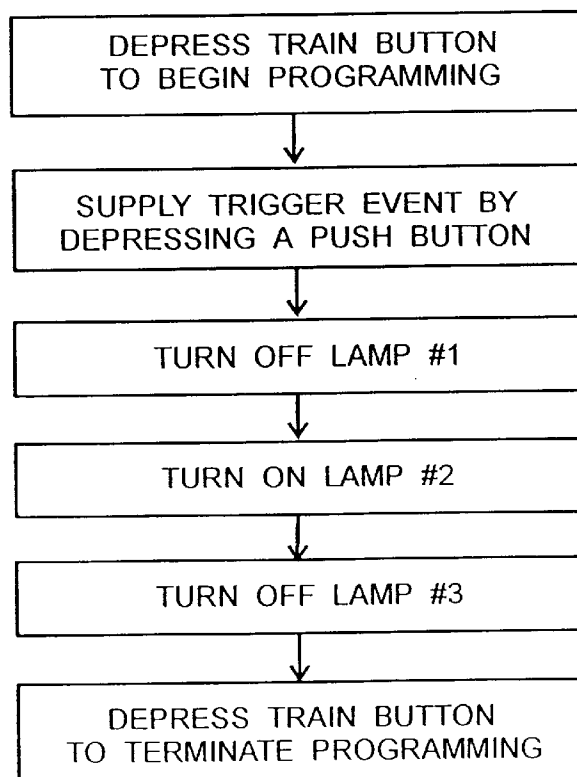 DEPRESS TRAIN BUTTON
TO BEGIN PROGRAMMING
SUPPLY TRIGGER EVENT BY
DEPRESSING A PUSH BUTTON
TURN OFF LAMP #1
TURN ON LAMP #2
TURN OFF LAMP #3
DEPRESS TRAIN BUTTON
TO TERMINATE PROGRAMMING